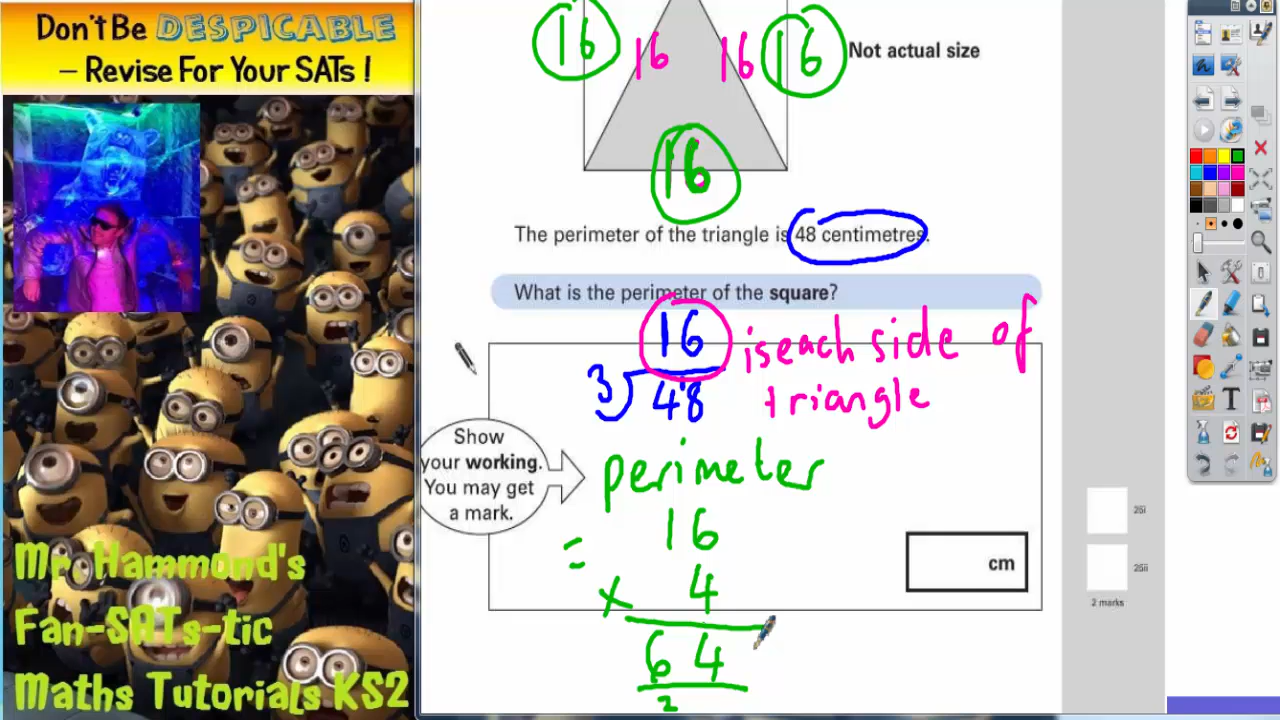 Don't Be DESPICABLE
– Revise For Your SATs !
Mr. Hammond's
Fan-SATs-tic
Maths Tutorials KS2
16 16 16 16
Not actual size
16
The perimeter of the triangle is 48 centimetres.
What is the perimeter of the square?
16 is each side of
3 48 triangle
Show
your working.
You may get
a mark.
perimeter
= 16
x 4
64
2
cm
25i
25ii
2 marks
T